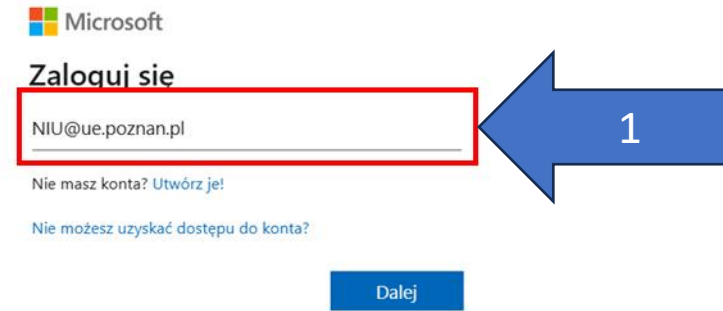 Microsoft
Zaloguj się
NIU@ue.poznan.pl
1
Nie masz konta? Utwórz je!
Nie możesz uzyskać dostępu do konta?
Dalej